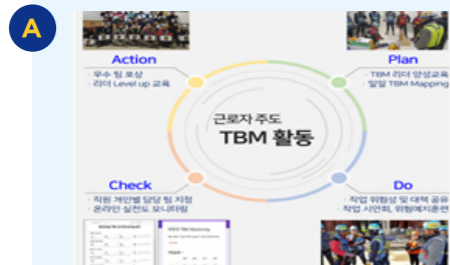 A
Action
· 우수 팀 포상
· 리더 Level up 교육
Plan
· TBM 리더 양성교육
· 일일 TBM Mapping
근로자 주도
TBM 활동
Check
· 직원 개인별 담당 팀 지정
· 온라인 실천도 모니터링
Do
· 작업 위험성 및 대책 공유
· 작업 시연회, 위험예지훈련